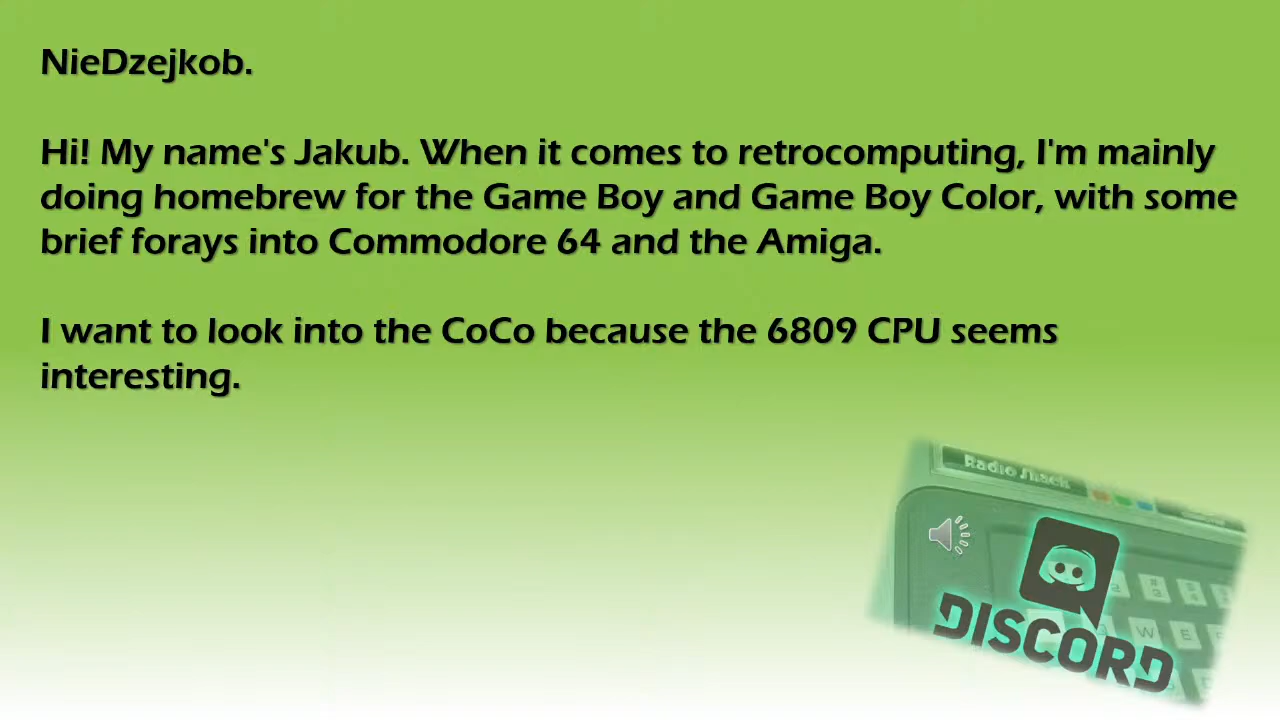 NieDzejkob.
Hi! My name's Jakub. When it comes to retrocomputing, I'm mainly
doing homebrew for the Game Boy and Game Boy Color, with some
brief forays into Commodore 64 and the Amiga.
I want to look into the CoCo because the 6809 CPU seems
interesting.
Radio Shack
DISCORD